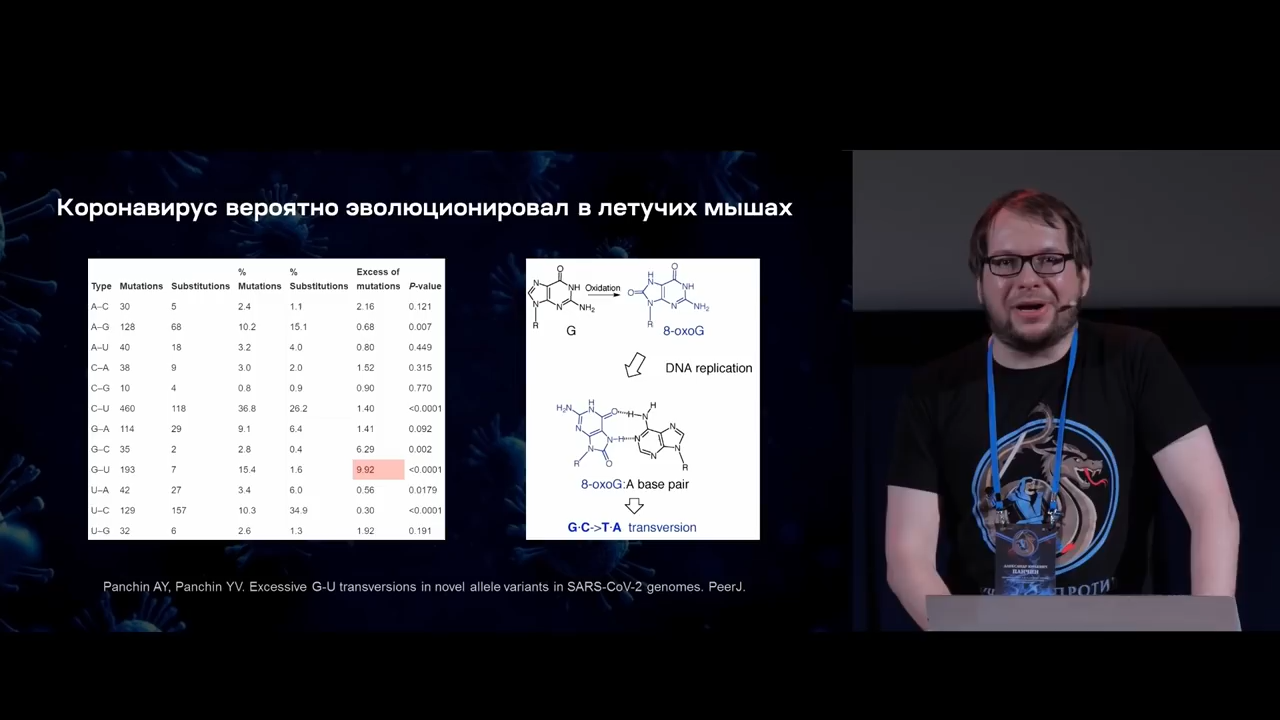 Коронавирус вероятно эволюционировал в летучих мышах
% % Excess of
Type Mutations Substitutions Mutations Substitutions mutations P-value
A–C 30 5 2.4 1.1 2.16 0.121
A–G 128 68 10.2 15.1 0.68 0.007
A–U 40 18 3.2 4.0 0.80 0.449
C–A 38 9 3.0 2.0 1.52 0.315
C–G 10 4 0.8 0.9 0.90 0.770
C–U 460 118 36.8 26.2 1.40 <0.0001
G–A 114 29 9.1 6.4 1.41 0.092
G–C 35 2 2.8 0.4 6.29 0.002
G–U 193 7 15.4 1.6 9.92 <0.0001
U–A 42 27 3.4 6.0 0.56 0.0179
U–C 129 157 10.3 34.9 0.30 <0.0001
U–G 32 6 2.6 1.3 1.92 0.191
O O
H
N NH Oxidation N NH
O
N N NH₂ N N NH₂
H
R R
G 8-oxoG
DNA replication
H H
H₂N N O H N
N N H N N
N O N N
R R
8-oxoG:A base pair
G·C->T·A transversion
Panchin AY, Panchin YV. Excessive G-U transversions in novel allele variants in SARS-CoV-2 genomes. PeerJ.
ПАНЧИН
ПРОТИ